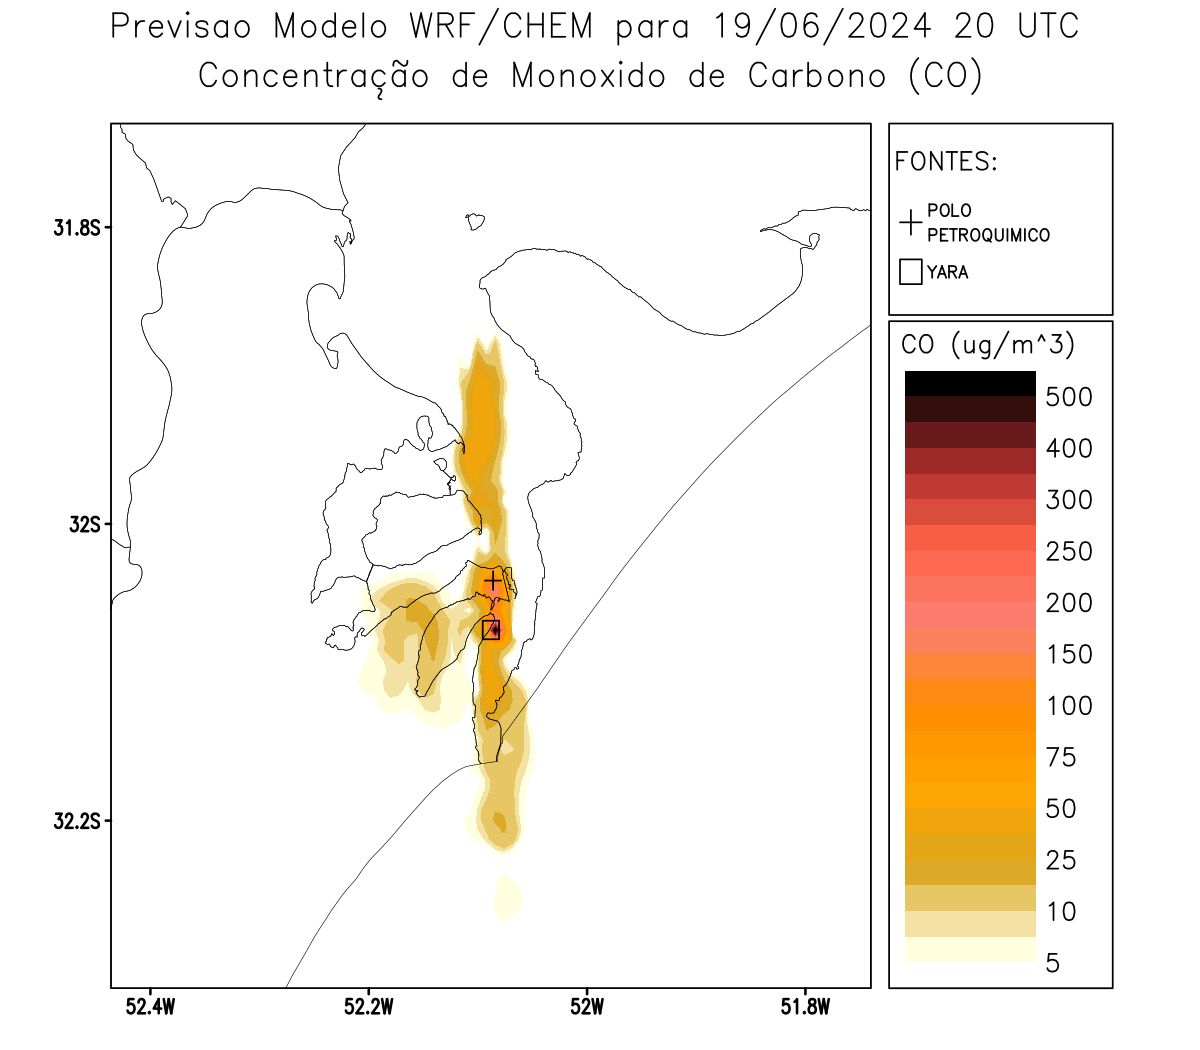 Previsao Modelo WRF/CHEM para 19/06/2024 20 UTC
Concentração de Monoxido de Carbono (CO)
FONTES:
POLO
PETROQUIMICO
YARA
CO (ug/m^3)
500
400
300
250
200
150
100
75
50
25
10
5
31.8S
32S
32.2S
52.4W
52.2W
52W
51.8W